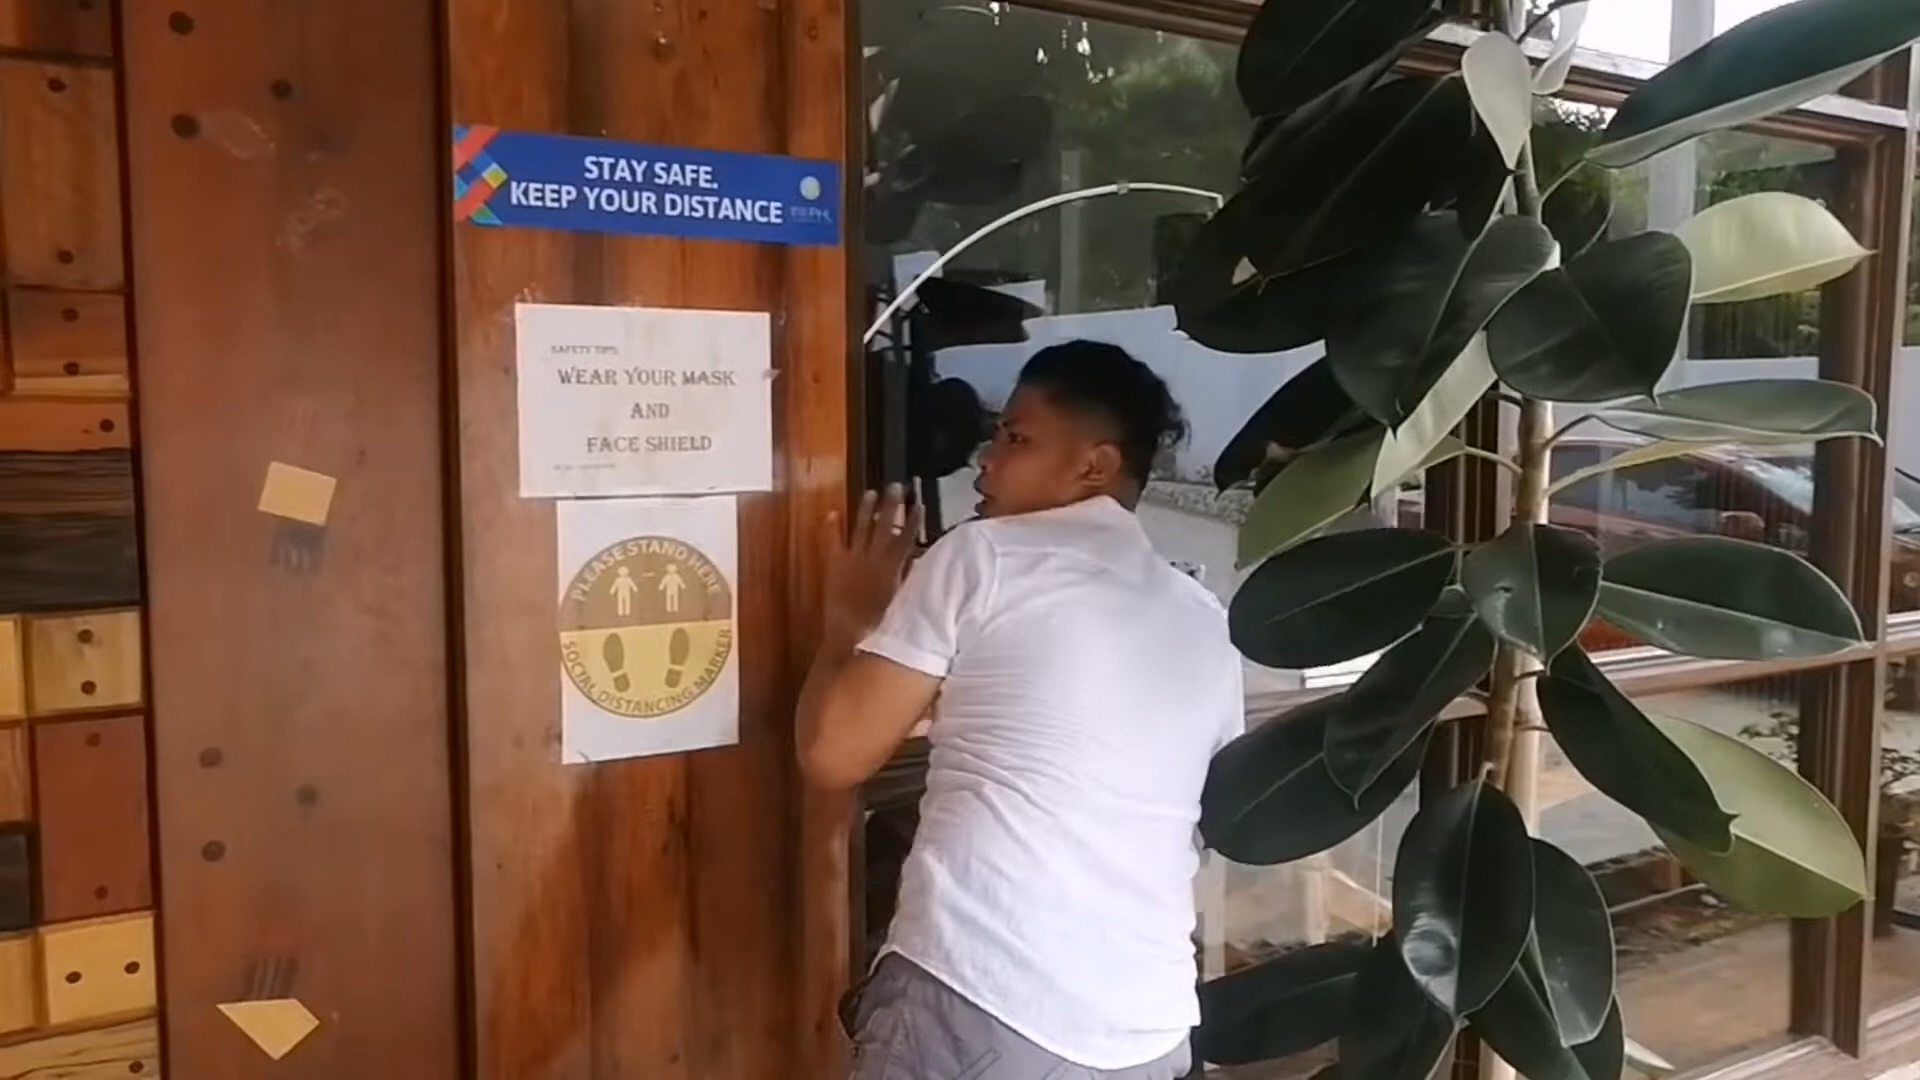 STAY SAFE.
KEEP YOUR DISTANCE
SAFETY TIPS:
WEAR YOUR MASK
AND
FACE SHIELD
PLEASE STAND HERE
SOCIAL DISTANCING MARKER